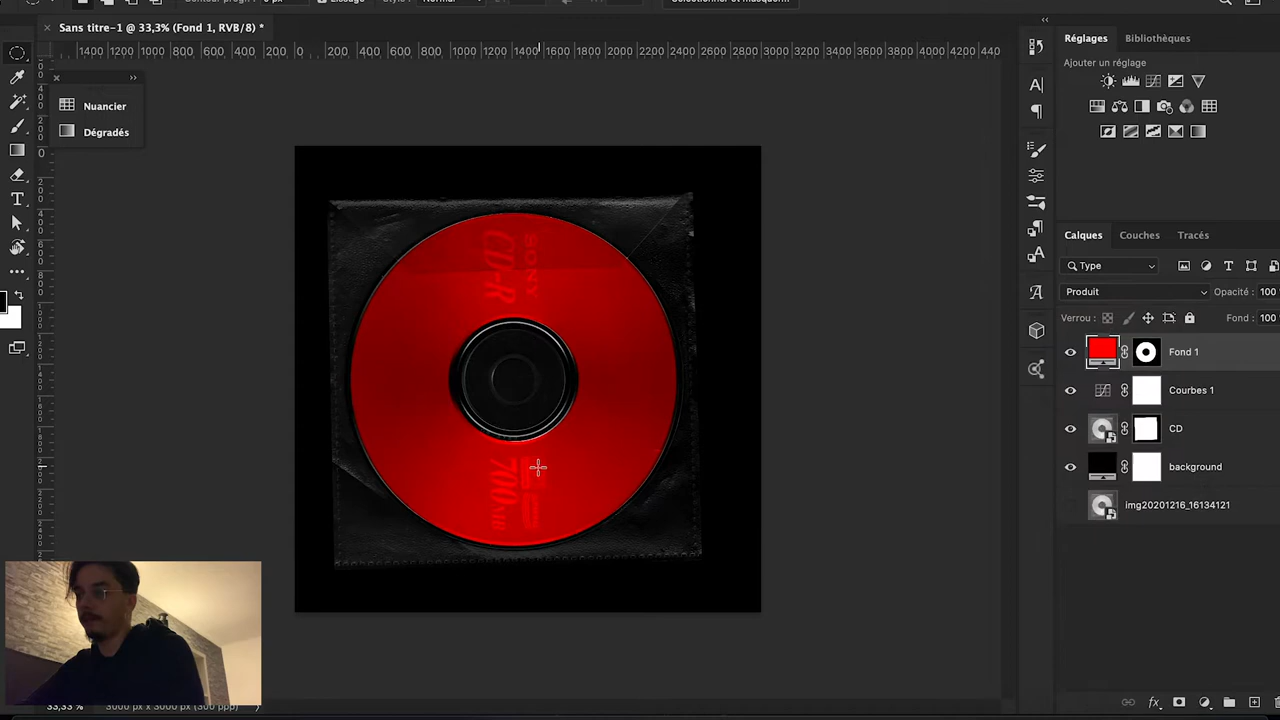 Sans titre-1 @ 33,3% (Fond 1, RVB/8) *
1400 1200 1000 800 600 400 200 0 200 400 600 800 1000 1200 1400 1600 1800 2000 2200 2400 2600 2800 3000 3200 3400 3600 3800 4000 4200 440
Nuancier
Dégradés
Réglages
Bibliothèques
Ajouter un réglage
SONY
CD-R
700MB
Calques
Couches
Tracés
Type
Produit
Opacité : 100
Verrou :
Fond : 100
Fond 1
Courbes 1
CD
background
img20201216_16134121
33,33 %
3000 px x 3000 px (300 ppp)